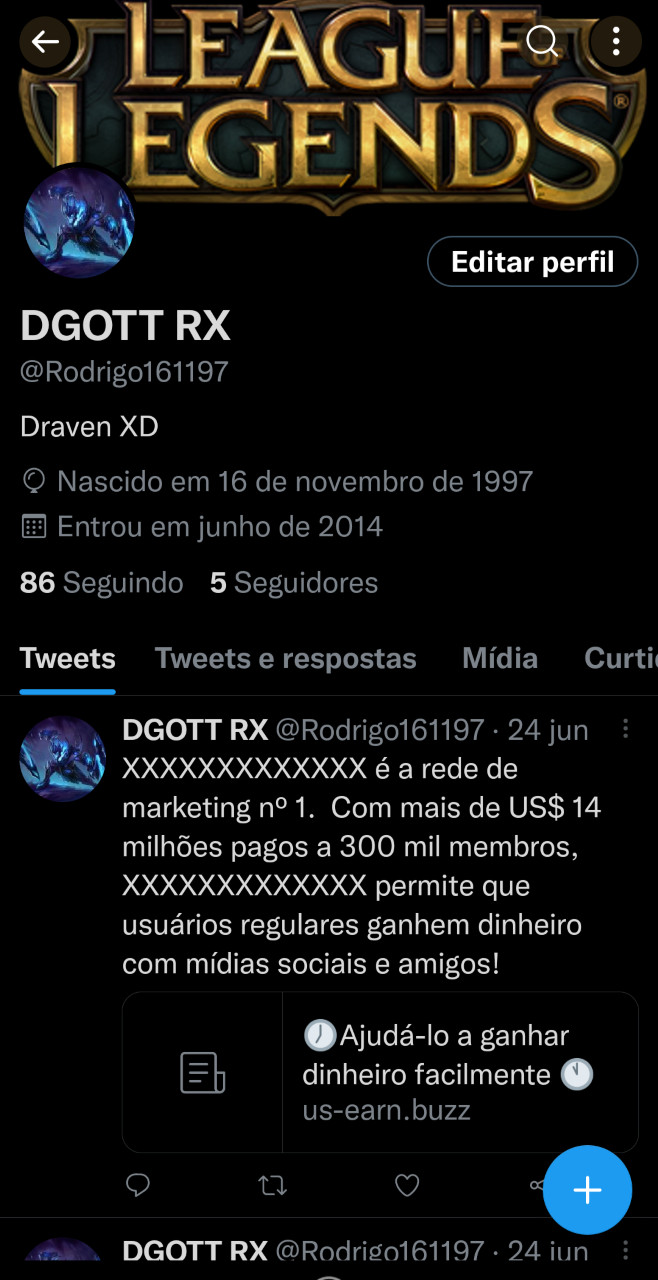 LEAGUE
OF
LEGENDS®
Editar perfil
DGOTT RX
@Rodrigo161197
Draven XD
Nascido em 16 de novembro de 1997
Entrou em junho de 2014
86 Seguindo 5 Seguidores
Tweets Tweets e respostas Mídia Curti
DGOTT RX @Rodrigo161197 · 24 jun
XXXXXXXXXXXXX é a rede de
marketing nº 1. Com mais de US$ 14
milhões pagos a 300 mil membros,
XXXXXXXXXXXXX permite que
usuários regulares ganhem dinheiro
com mídias sociais e amigos!
🕖Ajudá-lo a ganhar
dinheiro facilmente 🕚
us-earn.buzz
DGOTT RX @Rodrigo161197 · 24 jun